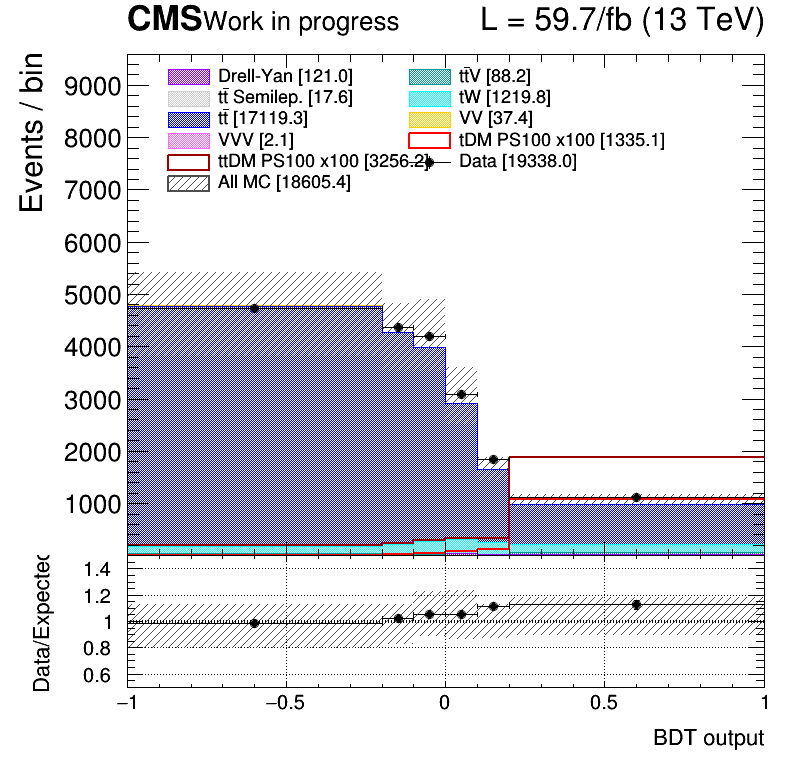 CMS Work in progress L = 59.7/fb (13 TeV)
Events / bin
Drell-Yan [121.0] tt̄V [88.2]
tt̄ Semilep. [17.6] tW [1219.8]
tt̄ [17119.3] VV [37.4]
VVV [2.1] tDM PS100 x100 [1335.1]
ttDM PS100 x100 [3256.2] Data [19338.0]
All MC [18605.4]
9000
8000
7000
6000
5000
4000
3000
2000
1000
Data/Expected
1.4
1.2
1
0.8
0.6
−1 −0.5 0 0.5 1
BDT output